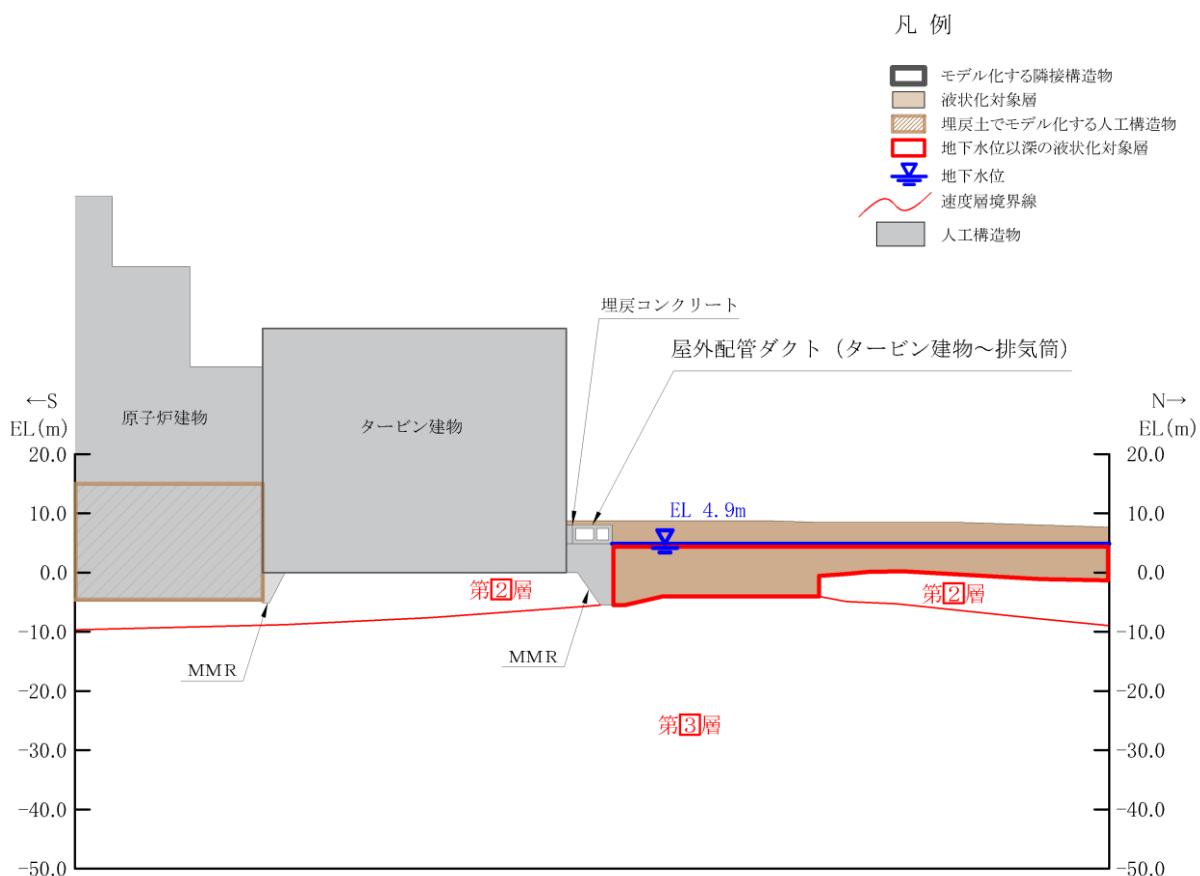 凡 例
モデル化する隣接構造物
液状化対象層
埋戻土でモデル化する人工構造物
地下水位以深の液状化対象層
地下水位
速度層境界線
人工構造物
埋戻コンクリート
屋外配管ダクト（タービン建物～排気筒）
←S
EL(m)
N→
EL(m)
原子炉建物
タービン建物
20.0
20.0
10.0
EL 4.9m
10.0
0.0
第2層
第2層
0.0
-10.0
-10.0
MMR
MMR
-20.0
-20.0
第3層
-30.0
-30.0
-40.0
-40.0
-50.0
-50.0